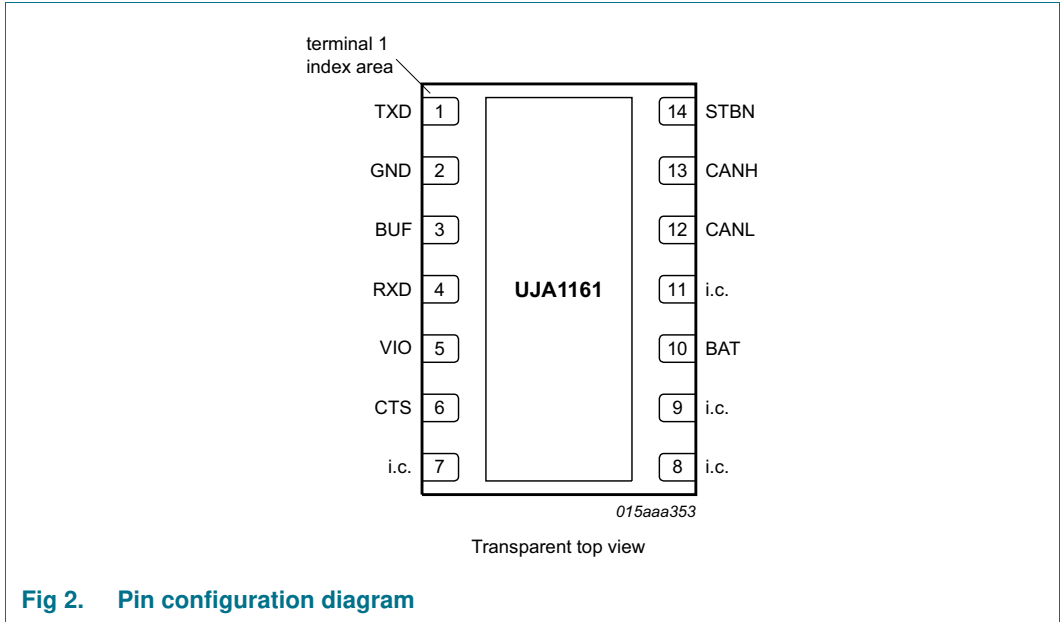 terminal 1
index area
TXD 1
GND 2
BUF 3
RXD 4
VIO 5
CTS 6
i.c. 7
UJA1161
14 STBN
13 CANH
12 CANL
11 i.c.
10 BAT
9 i.c.
8 i.c.
015aaa353
Transparent top view
Fig 2. Pin configuration diagram